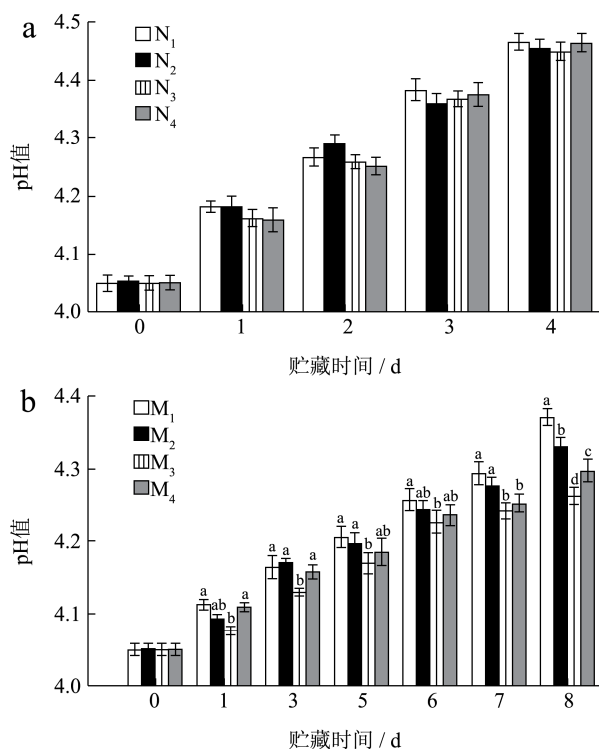 a
N₁
N₂
N₃
N₄
4.5
4.4
4.3
4.2
4.1
4.0
pH值
0 1 2 3 4
贮藏时间 / d
b
M₁
M₂
M₃
M₄
4.4
4.3
4.2
4.1
4.0
pH值
a ab b a
a a b a
a a b ab
a ab b ab
a a b b
a b d c
0 1 3 5 6 7 8
贮藏时间 / d